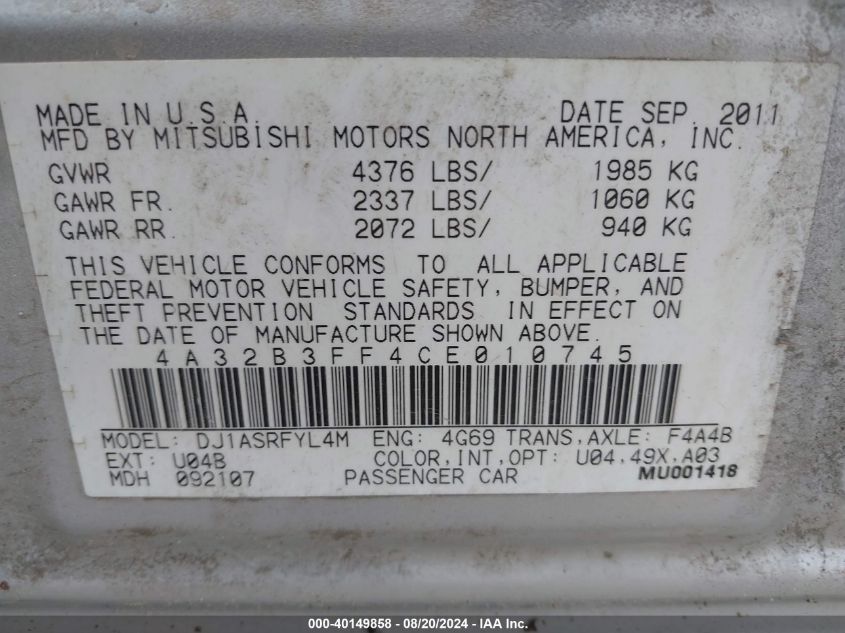 MADE IN U.S.A. DATE SEP. 2011
MFD BY MITSUBISHI MOTORS NORTH AMERICA, INC.
GVWR 4376 LBS/ 1985 KG
GAWR FR. 2337 LBS/ 1060 KG
GAWR RR. 2072 LBS/ 940 KG
THIS VEHICLE CONFORMS TO ALL APPLICABLE
FEDERAL MOTOR VEHICLE SAFETY, BUMPER, AND
THEFT PREVENTION STANDARDS IN EFFECT ON
THE DATE OF MANUFACTURE SHOWN ABOVE.
4A32B3FF4CE010745
MODEL: DJ1ASRFYL4M ENG: 4G69 TRANS,AXLE: F4A4B
EXT: U04B COLOR,INT,OPT: U04,49X,A03
MDH 092107 PASSENGER CAR MU001418
000-40149858 - 08/20/2024 - IAA Inc.